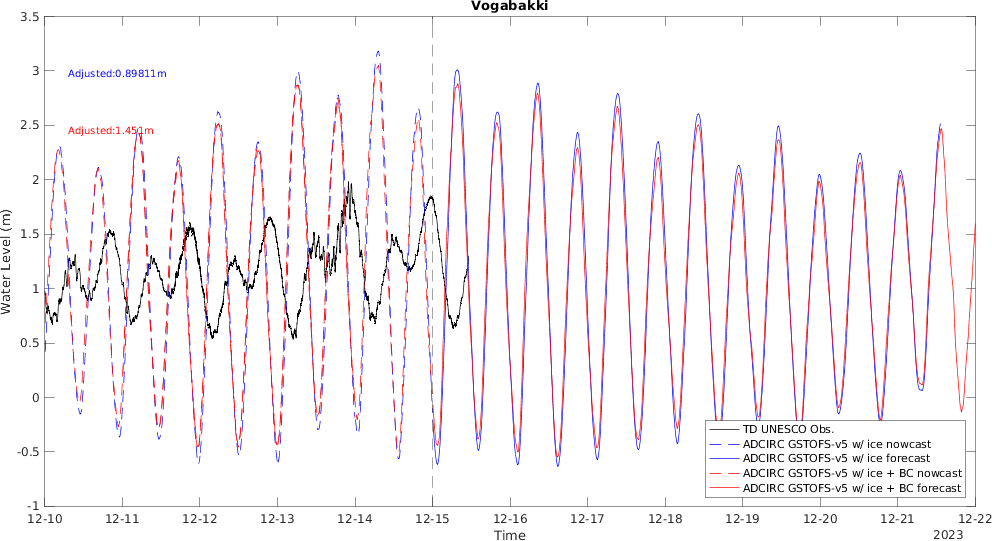 Vogabakki
3.5
3
2.5
2
1.5
1
0.5
0
-0.5
-1
Water Level (m)
Adjusted:0.89811m
Adjusted:1.451m
TD UNESCO Obs.
ADCIRC GSTOFS-v5 w/ ice nowcast
ADCIRC GSTOFS-v5 w/ ice forecast
ADCIRC GSTOFS-v5 w/ ice + BC nowcast
ADCIRC GSTOFS-v5 w/ ice + BC forecast
12-10 12-11 12-12 12-13 12-14 12-15 12-16 12-17 12-18 12-19 12-20 12-21 12-22
Time
2023